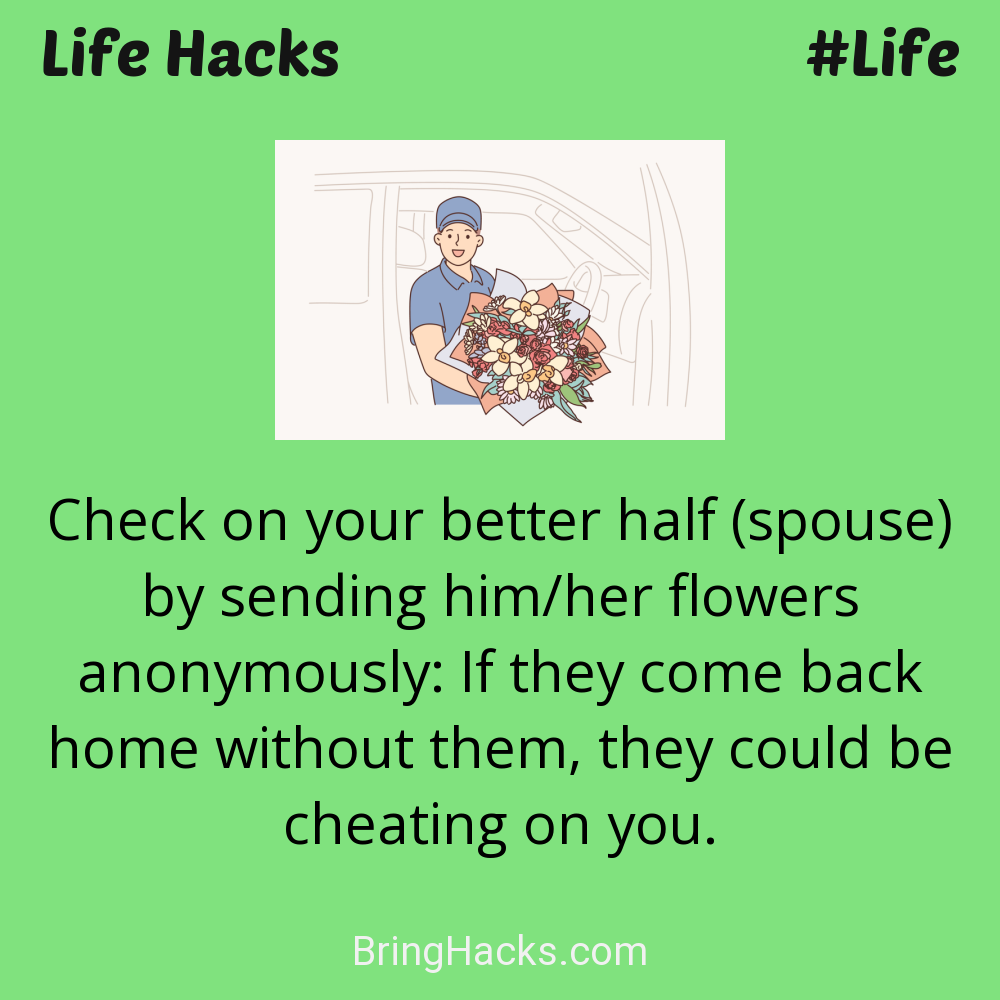 Life Hacks
#Life
Check on your better half (spouse)
by sending him/her flowers
anonymously: If they come back
home without them, they could be
cheating on you.
BringHacks.com